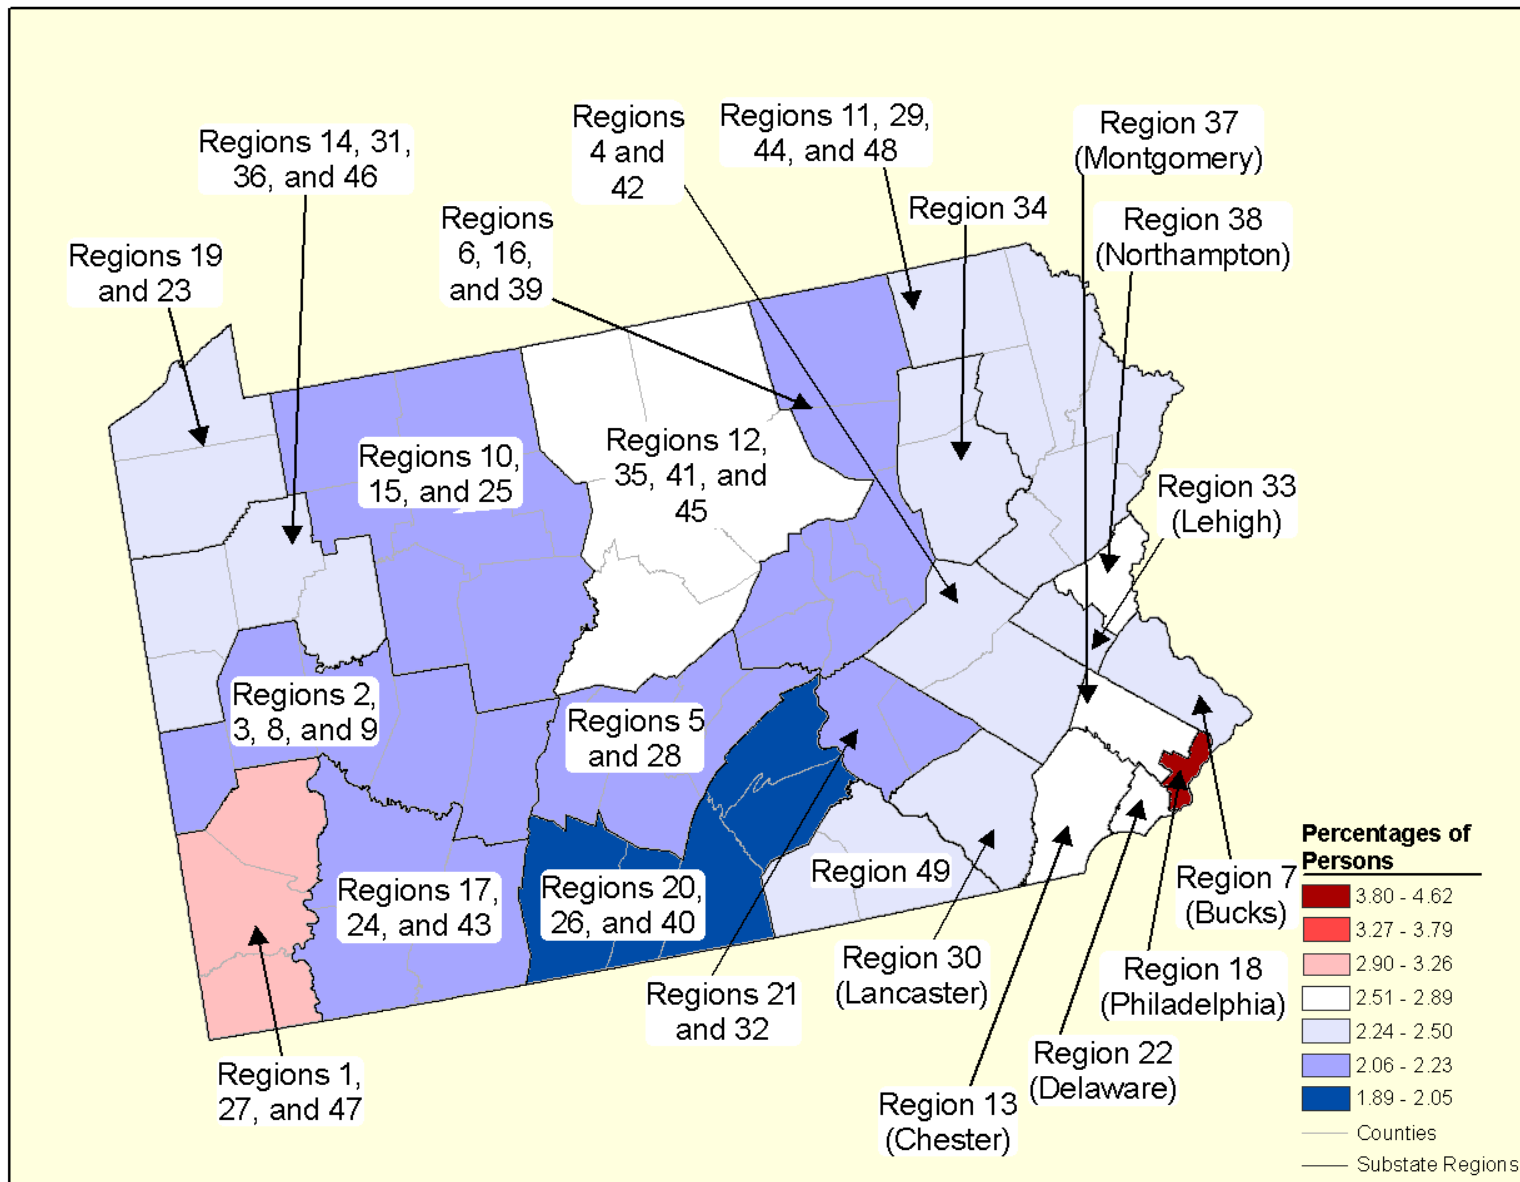 Regions
4 and
42
Regions 11, 29,
44, and 48
Region 37
(Montgomery)
Regions 14, 31,
36, and 46
Region 34
Regions
6, 16,
and 39
Region 38
(Northampton)
Regions 19
and 23
Regions 12,
35, 41, and
45
Regions 10,
15, and 25
Region 33
(Lehigh)
Regions 2,
3, 8, and 9
Regions 5
and 28
Regions 17,
24, and 43
Regions 20,
26, and 40
Region 49
Region 7
(Bucks)
Region 30
(Lancaster)
Region 18
(Philadelphia)
Regions 21
and 32
Region 22
(Delaware)
Regions 1,
27, and 47
Region 13
(Chester)
Percentages of
Persons
3.80 - 4.62
3.27 - 3.79
2.90 - 3.26
2.51 - 2.89
2.24 - 2.50
2.06 - 2.23
1.89 - 2.05
Counties
Substate Regions